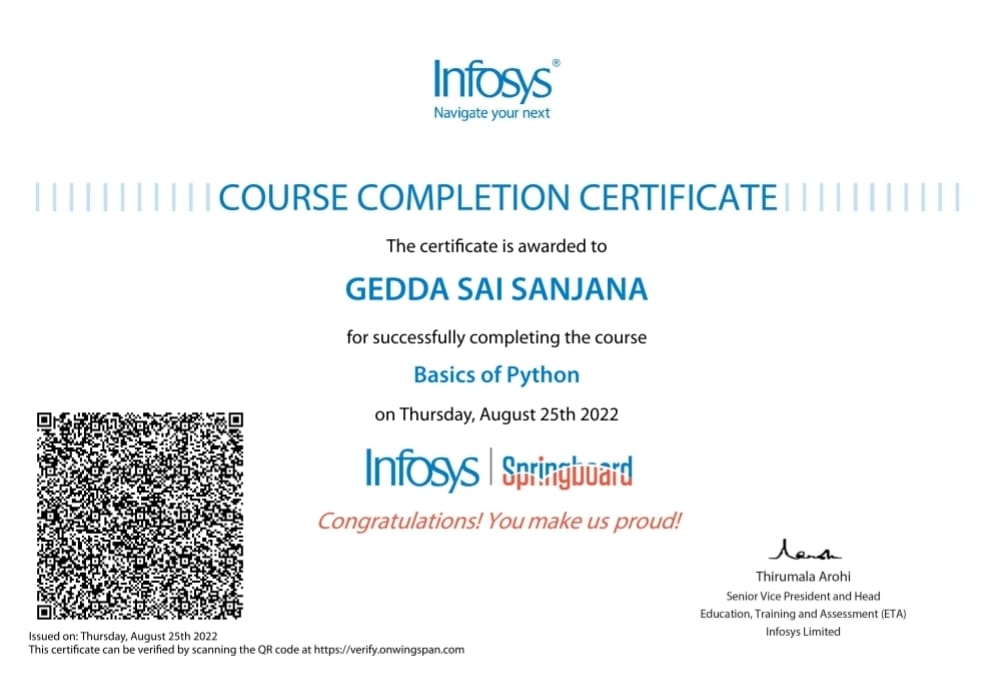 Infosys®
Navigate your next
COURSE COMPLETION CERTIFICATE
The certificate is awarded to
GEDDA SAI SANJANA
for successfully completing the course
Basics of Python
on Thursday, August 25th 2022
Infosys | Springboard
Congratulations! You make us proud!
Thirumala Arohi
Senior Vice President and Head
Education, Training and Assessment (ETA)
Infosys Limited
Issued on: Thursday, August 25th 2022
This certificate can be verified by scanning the QR code at https://verify.onwingspan.com